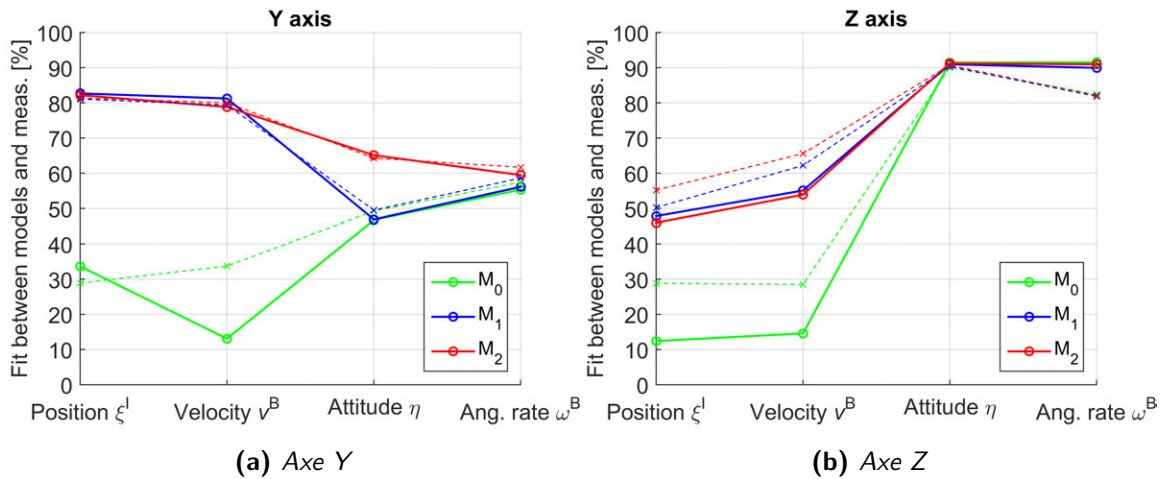 Y axis
Fit between models and meas. [%]
100
90
80
70
60
50
40
30
20
10
0
M₀
M₁
M₂
Position ξᴵ
Velocity vᴮ
Attitude η
Ang. rate ωᴮ
(a) Axe Y
Z axis
Fit between models and meas. [%]
100
90
80
70
60
50
40
30
20
10
0
M₀
M₁
M₂
Position ξᴵ
Velocity vᴮ
Attitude η
Ang. rate ωᴮ
(b) Axe Z